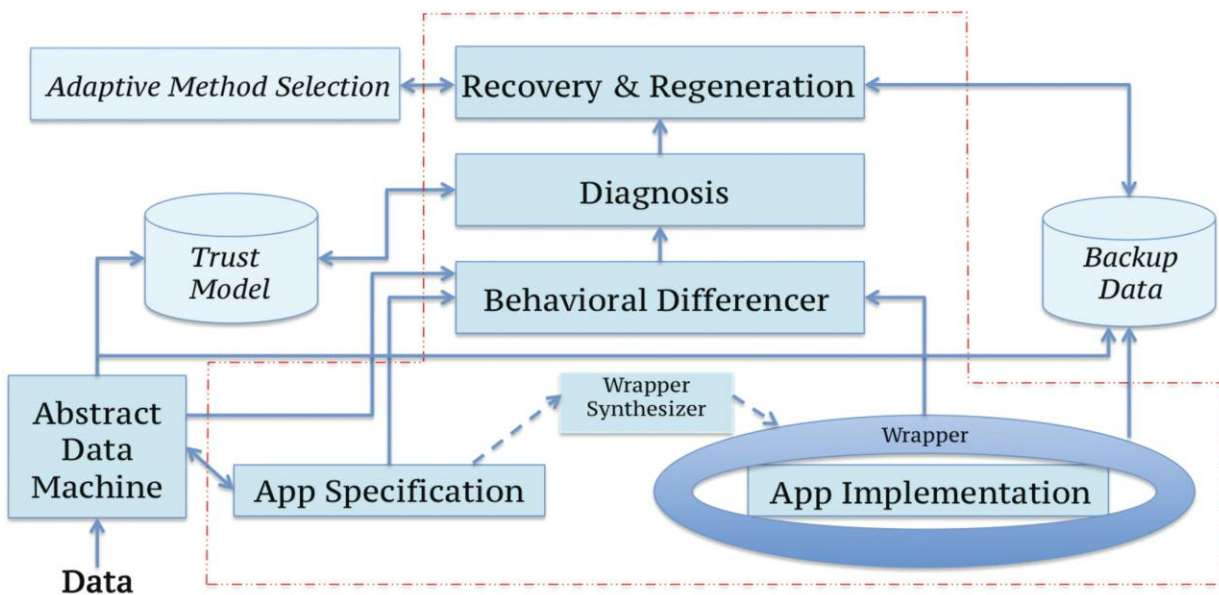 Adaptive Method Selection
Recovery & Regeneration
Diagnosis
Trust
Model
Behavioral Differencer
Backup
Data
Abstract
Data
Machine
Wrapper
Synthesizer
Wrapper
App Specification
App Implementation
Data